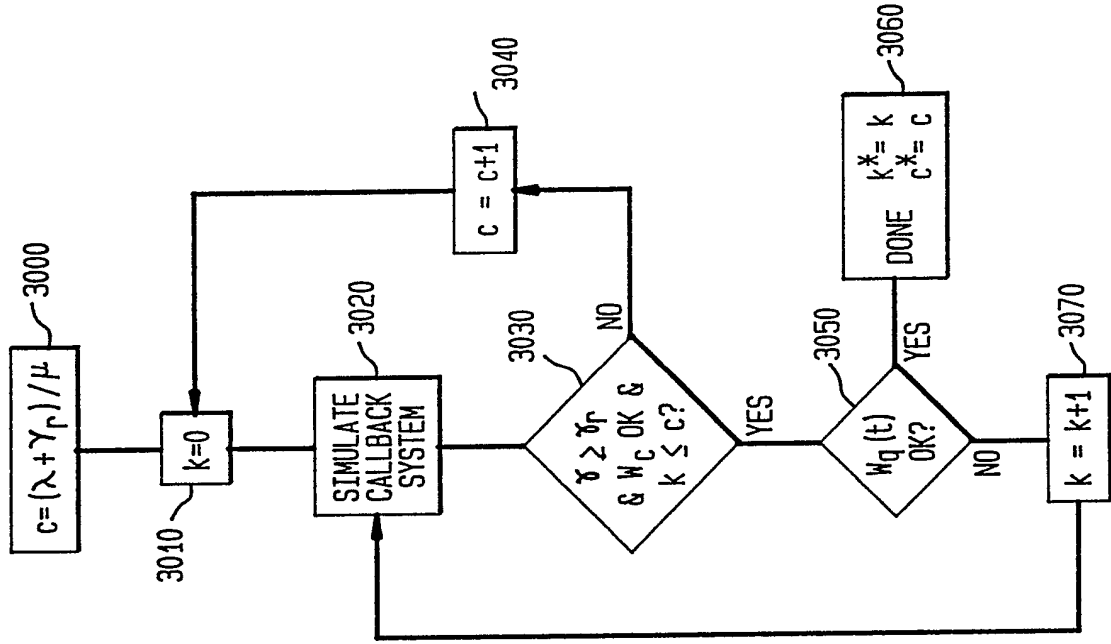 c=(λ+γr)/μ
3000
k=0
3010
SIMULATE
CALLBACK
SYSTEM
3020
γ ≥ γr
& Wc OK &
k ≤ c?
3030
NO
c = c+1
3040
YES
Wq(t)
OK?
3050
YES
DONE k*= k
c*= c
3060
NO
k = k+1
3070